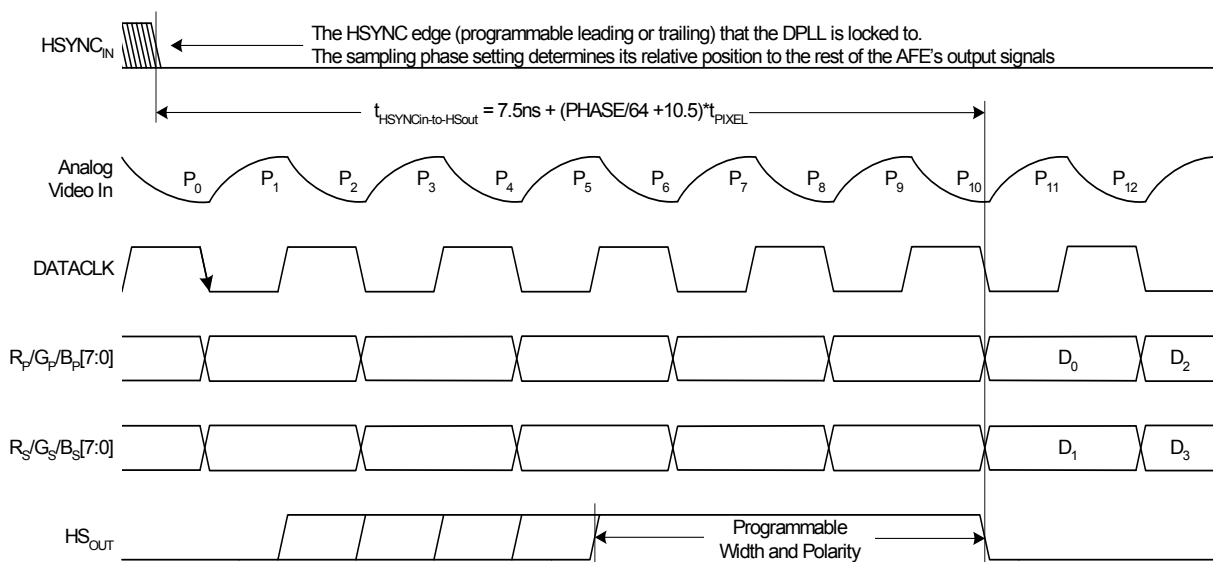 HSYNC_IN
The HSYNC edge (programmable leading or trailing) that the DPLL is locked to.
The sampling phase setting determines its relative position to the rest of the AFE's output signals
t_HSYNCin-to-HSout = 7.5ns + (PHASE/64 +10.5)*t_PIXEL
Analog
Video In
P_0 P_1 P_2 P_3 P_4 P_5 P_6 P_7 P_8 P_9 P_10 P_11 P_12
DATACLK
R_P/G_P/B_P[7:0] D_0 D_2
R_S/G_S/B_S[7:0] D_1 D_3
HS_OUT
Programmable
Width and Polarity